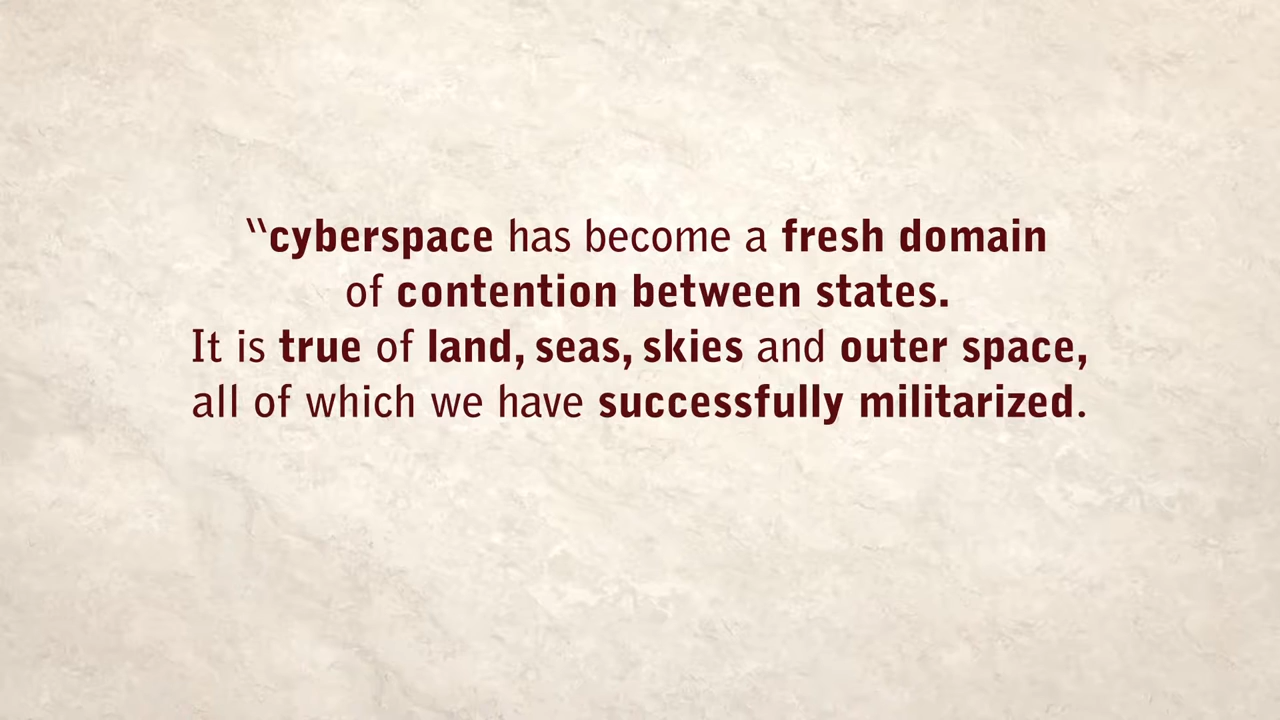 “cyberspace has become a fresh domain
of contention between states.
It is true of land, seas, skies and outer space,
all of which we have successfully militarized.